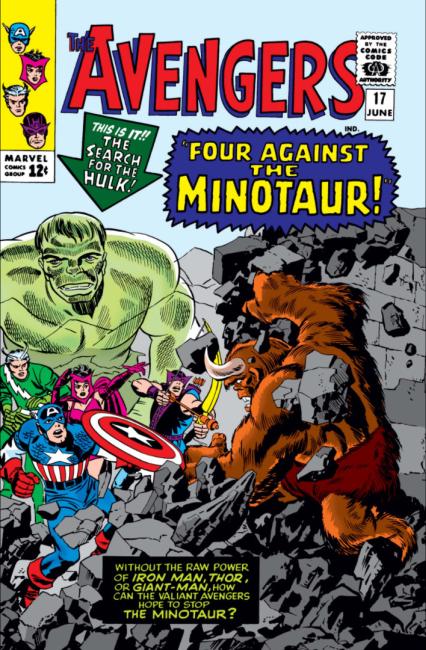 THE
AVENGERS
APPROVED
BY THE
COMICS
CODE
AUTHORITY
17
JUNE
IND.
MARVEL
COMICS
GROUP
12¢
THIS IS IT!!
THE
SEARCH
FOR THE
HULK!
"FOUR AGAINST
THE
MINOTAUR!"
A
WITHOUT THE RAW POWER
OF IRON MAN, THOR,
OR GIANT-MAN, HOW
CAN THE VALIANT AVENGERS
HOPE TO STOP
THE MINOTAUR?